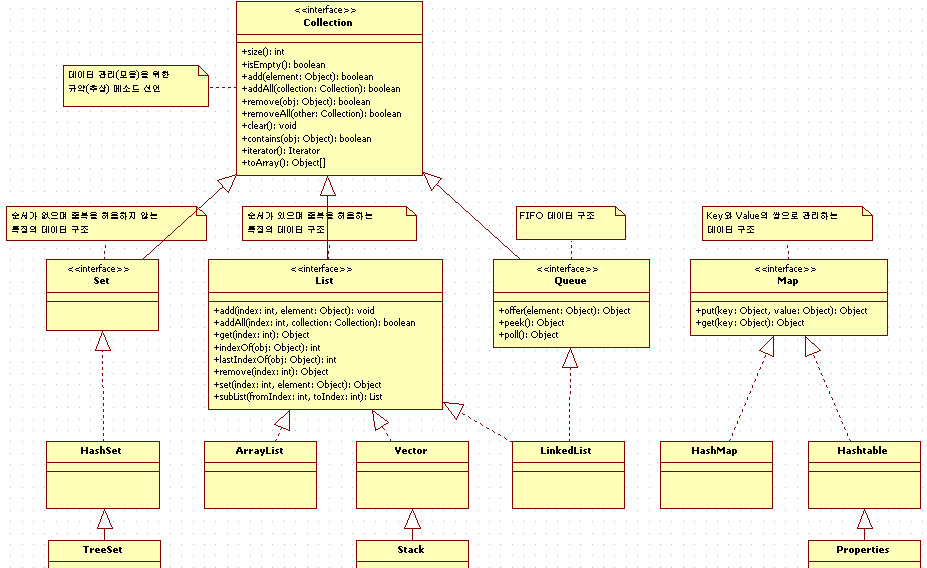 <<interface>>
Collection
+size(): int
+isEmpty(): boolean
+add(element: Object): boolean
+addAll(collection: Collection): boolean
+remove(obj: Object): boolean
+removeAll(other: Collection): boolean
+clear(): void
+contains(obj: Object): boolean
+iterator(): Iterator
+toArray(): Object[]
데이터 관리(모음)을 위한
규약(추상) 메소드 선언
순서가 없으며 중복을 허용하지 않는
특징의 데이터 구조
순서가 있으며 중복을 허용하는
특징의 데이터 구조
FIFO 데이터 구조
Key와 Value의 쌍으로 관리하는
데이터 구조
<<interface>>
Set
<<interface>>
List
+add(index: int, element: Object): void
+addAll(index: int, collection: Collection): boolean
+get(index: int): Object
+indexOf(obj: Object): int
+lastIndexOf(obj: Object): int
+remove(index: int): Object
+set(index: int, element: Object): Object
+subList(fromIndex: int, toIndex: int): List
<<interface>>
Queue
+offer(element: Object): Object
+peek(): Object
+poll(): Object
<<interface>>
Map
+put(key: Object, value: Object): Object
+get(key: Object): Object
HashSet
ArrayList
Vector
LinkedList
HashMap
Hashtable
TreeSet
Stack
Properties